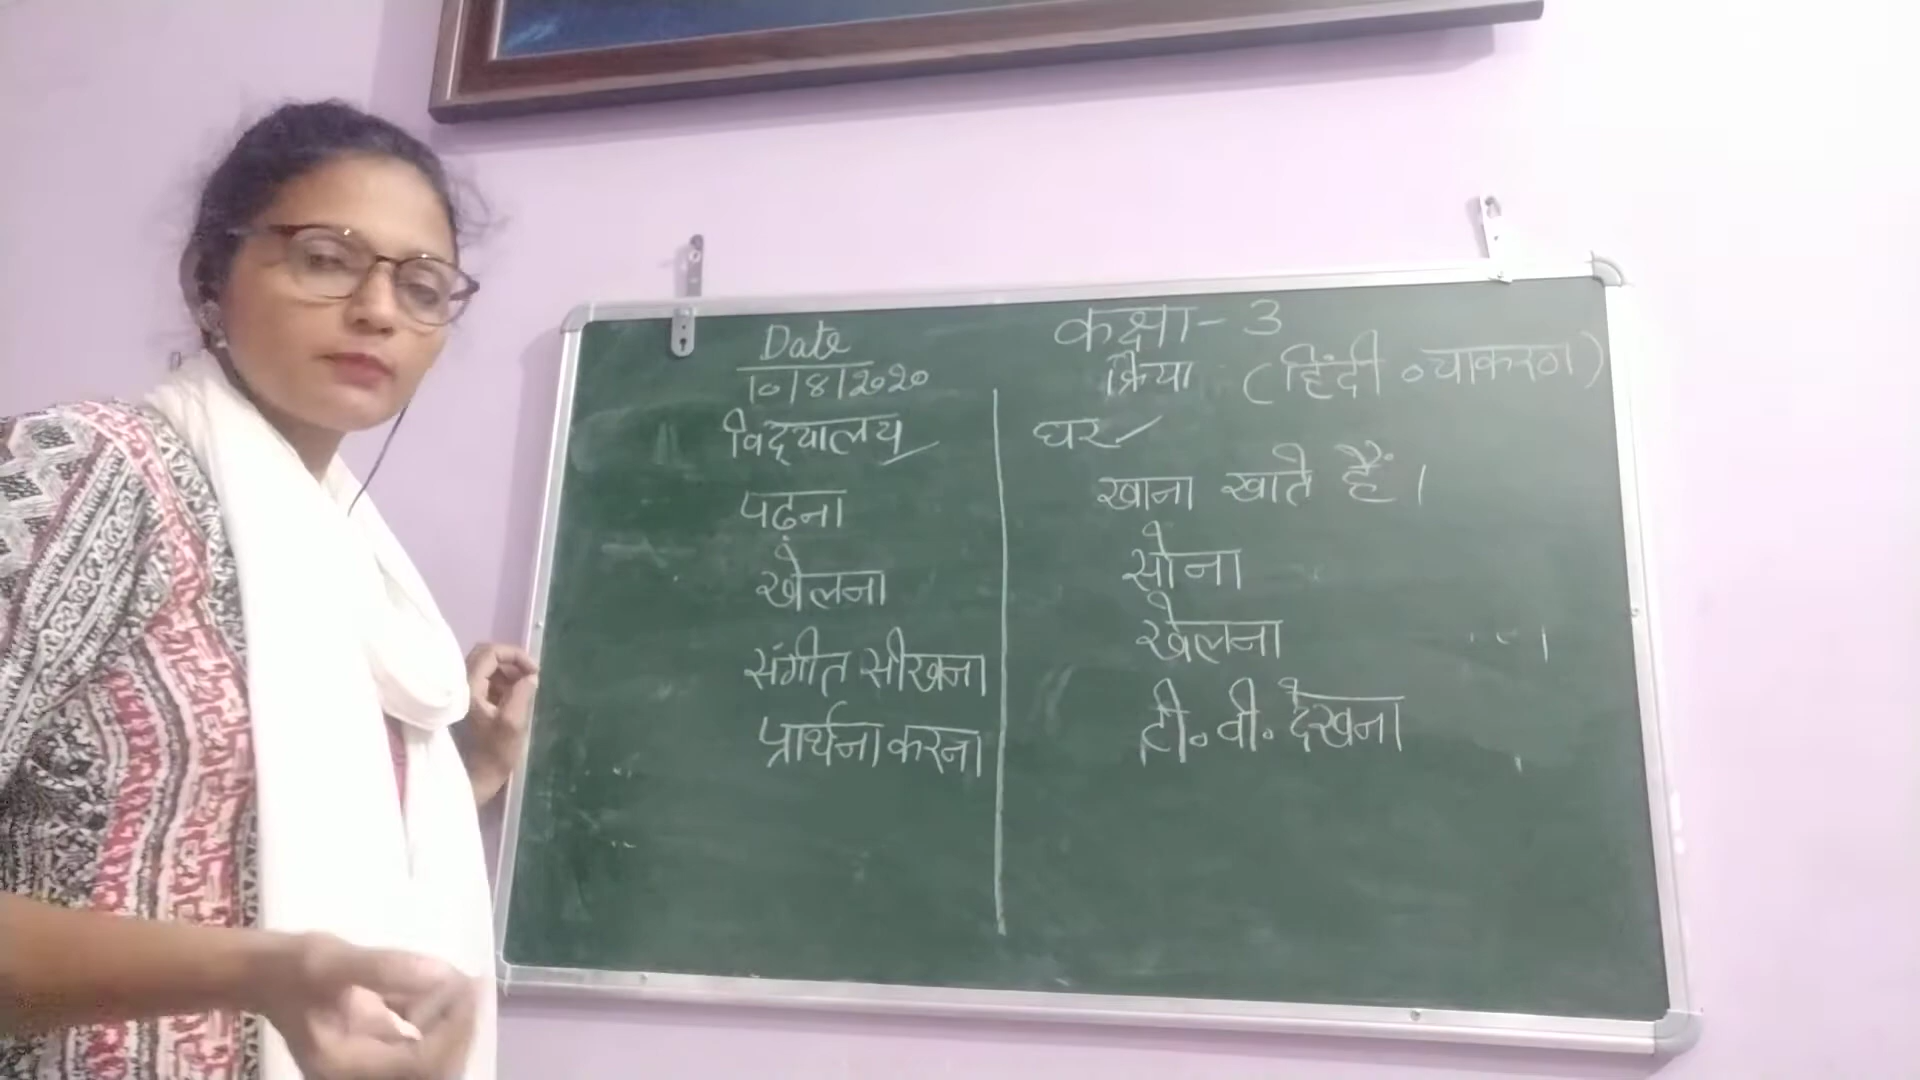 Date
10/8/2020
कक्षा - 3
क्रिया (हिंदी व्याकरण)
विद्यालय
पढ़ना
खेलना
संगीत सीखना
प्रार्थना करना
घर
खाना खाते हैं।
सोना
खेलना
टी.वी. देखना